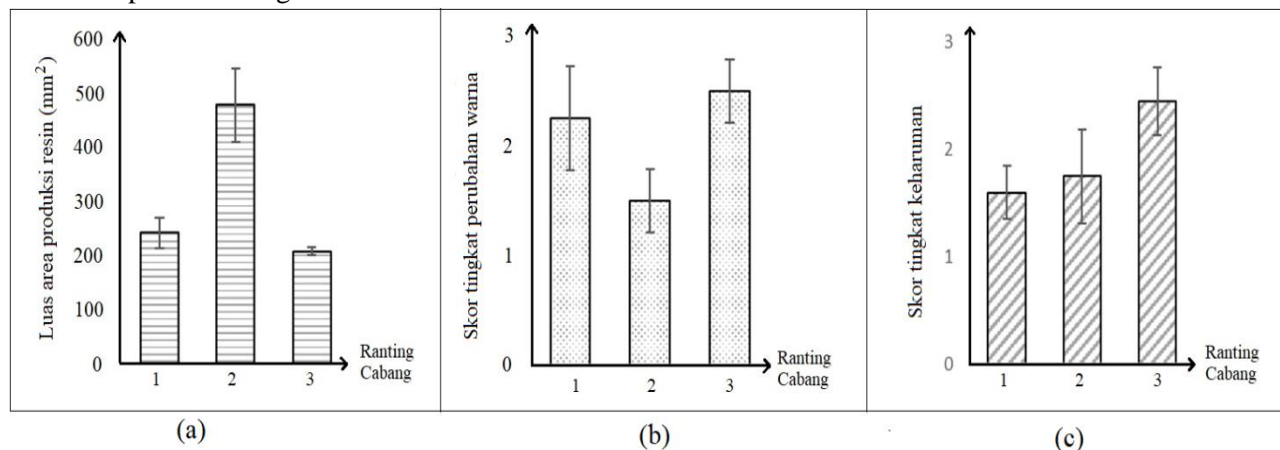 600
500
400
300
200
100
0
Luas area produksi resin (mm²)
1 2 3
Ranting
Cabang
(a)
3
2
1
0
Skor tingkat perubahan warna
1 2 3
Ranting
Cabang
(b)
3
2
1
0
Skor tingkat keharuman
1 2 3
Ranting
Cabang
(c)